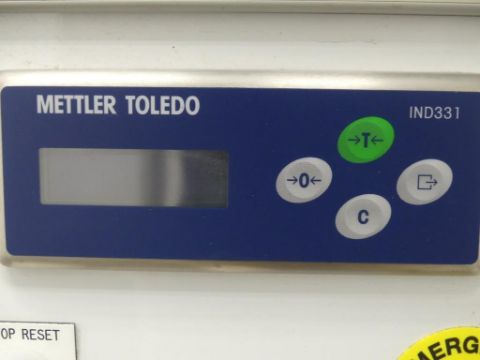 METTLER TOLEDO
IND331
→T←
→0←
C
OP RESET
MERG